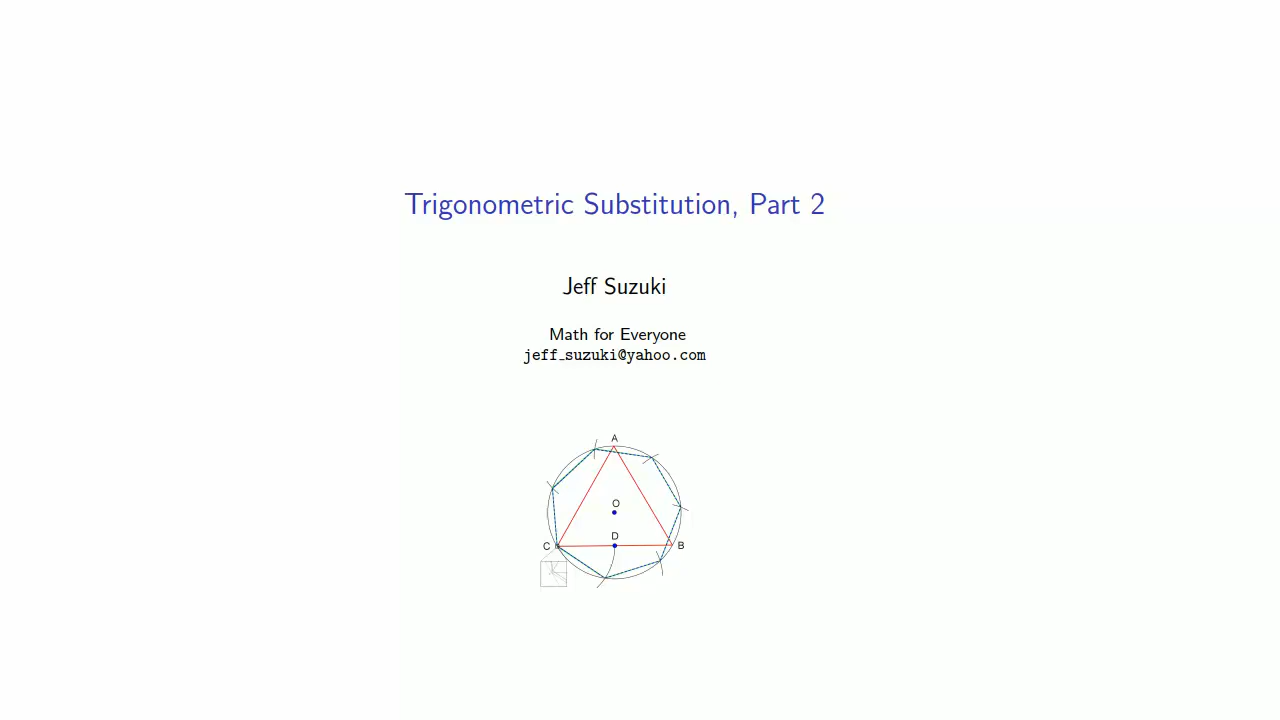 Trigonometric Substitution, Part 2
Jeff Suzuki
Math for Everyone
jeff_suzuki@yahoo.com
A
O
D
C
B